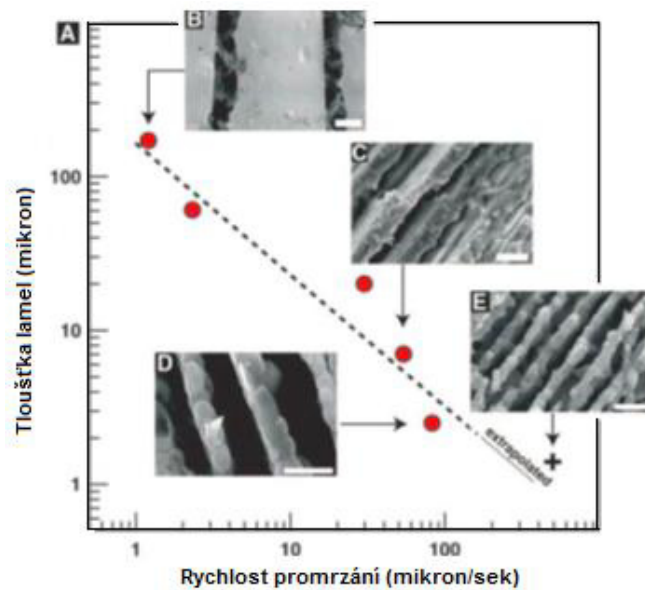 A
B
C
D
E
100
10
1
Tloušťka lamel (mikron)
extrapolated
1 10 100
Rychlost promrzání (mikron/sek)